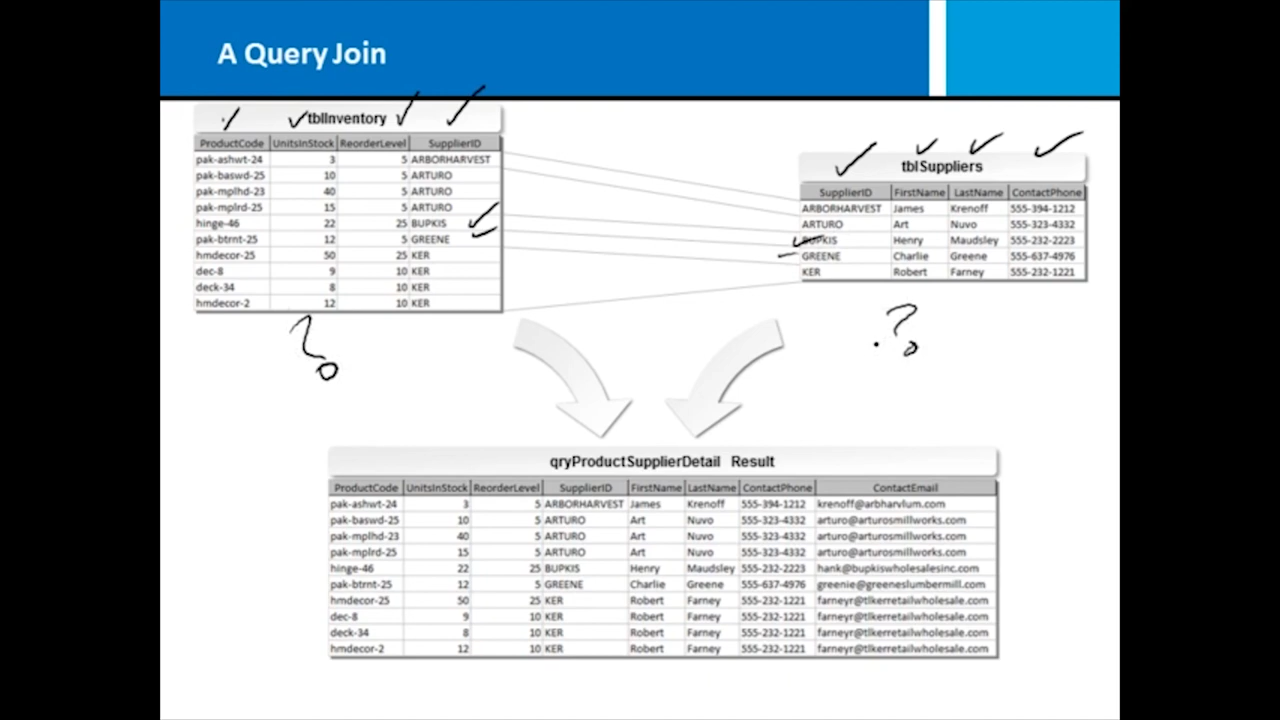 A Query Join
tblInventory
ProductCode UnitsInStock ReorderLevel SupplierID
pak-ashwt-24 3 5 ARBORHARVEST
pak-baswd-25 10 5 ARTURO
pak-mplhd-23 40 5 ARTURO
pak-mplrd-25 15 5 ARTURO
hinge-46 22 25 BUPKIS
pak-btrnt-25 12 5 GREENE
hmdecor-25 50 25 KER
dec-8 9 10 KER
deck-34 8 10 KER
hmdecor-2 12 10 KER
?
tblSuppliers
SupplierID FirstName LastName ContactPhone
ARBORHARVEST James Krenoff 555-394-1212
ARTURO Art Nuvo 555-323-4332
BUPKIS Henry Maudsley 555-232-2223
GREENE Charlie Greene 555-637-4976
KER Robert Farney 555-232-1221
?
qryProductSupplierDetail Result
ProductCode UnitsInStock ReorderLevel SupplierID FirstName LastName ContactPhone ContactEmail
pak-ashwt-24 3 5 ARBORHARVEST James Krenoff 555-394-1212 krenoff@arbharvlum.com
pak-baswd-25 10 5 ARTURO Art Nuvo 555-323-4332 arturo@arturosmillworks.com
pak-mplhd-23 40 5 ARTURO Art Nuvo 555-323-4332 arturo@arturosmillworks.com
pak-mplrd-25 15 5 ARTURO Art Nuvo 555-323-4332 arturo@arturosmillworks.com
hinge-46 22 25 BUPKIS Henry Maudsley 555-232-2223 hank@bupkiswholesalesinc.com
pak-btrnt-25 12 5 GREENE Charlie Greene 555-637-4976 greenie@greeneslumbermill.com
hmdecor-25 50 25 KER Robert Farney 555-232-1221 farneyr@tlkerretailwholesale.com
dec-8 9 10 KER Robert Farney 555-232-1221 farneyr@tlkerretailwholesale.com
deck-34 8 10 KER Robert Farney 555-232-1221 farneyr@tlkerretailwholesale.com
hmdecor-2 12 10 KER Robert Farney 555-232-1221 farneyr@tlkerretailwholesale.com